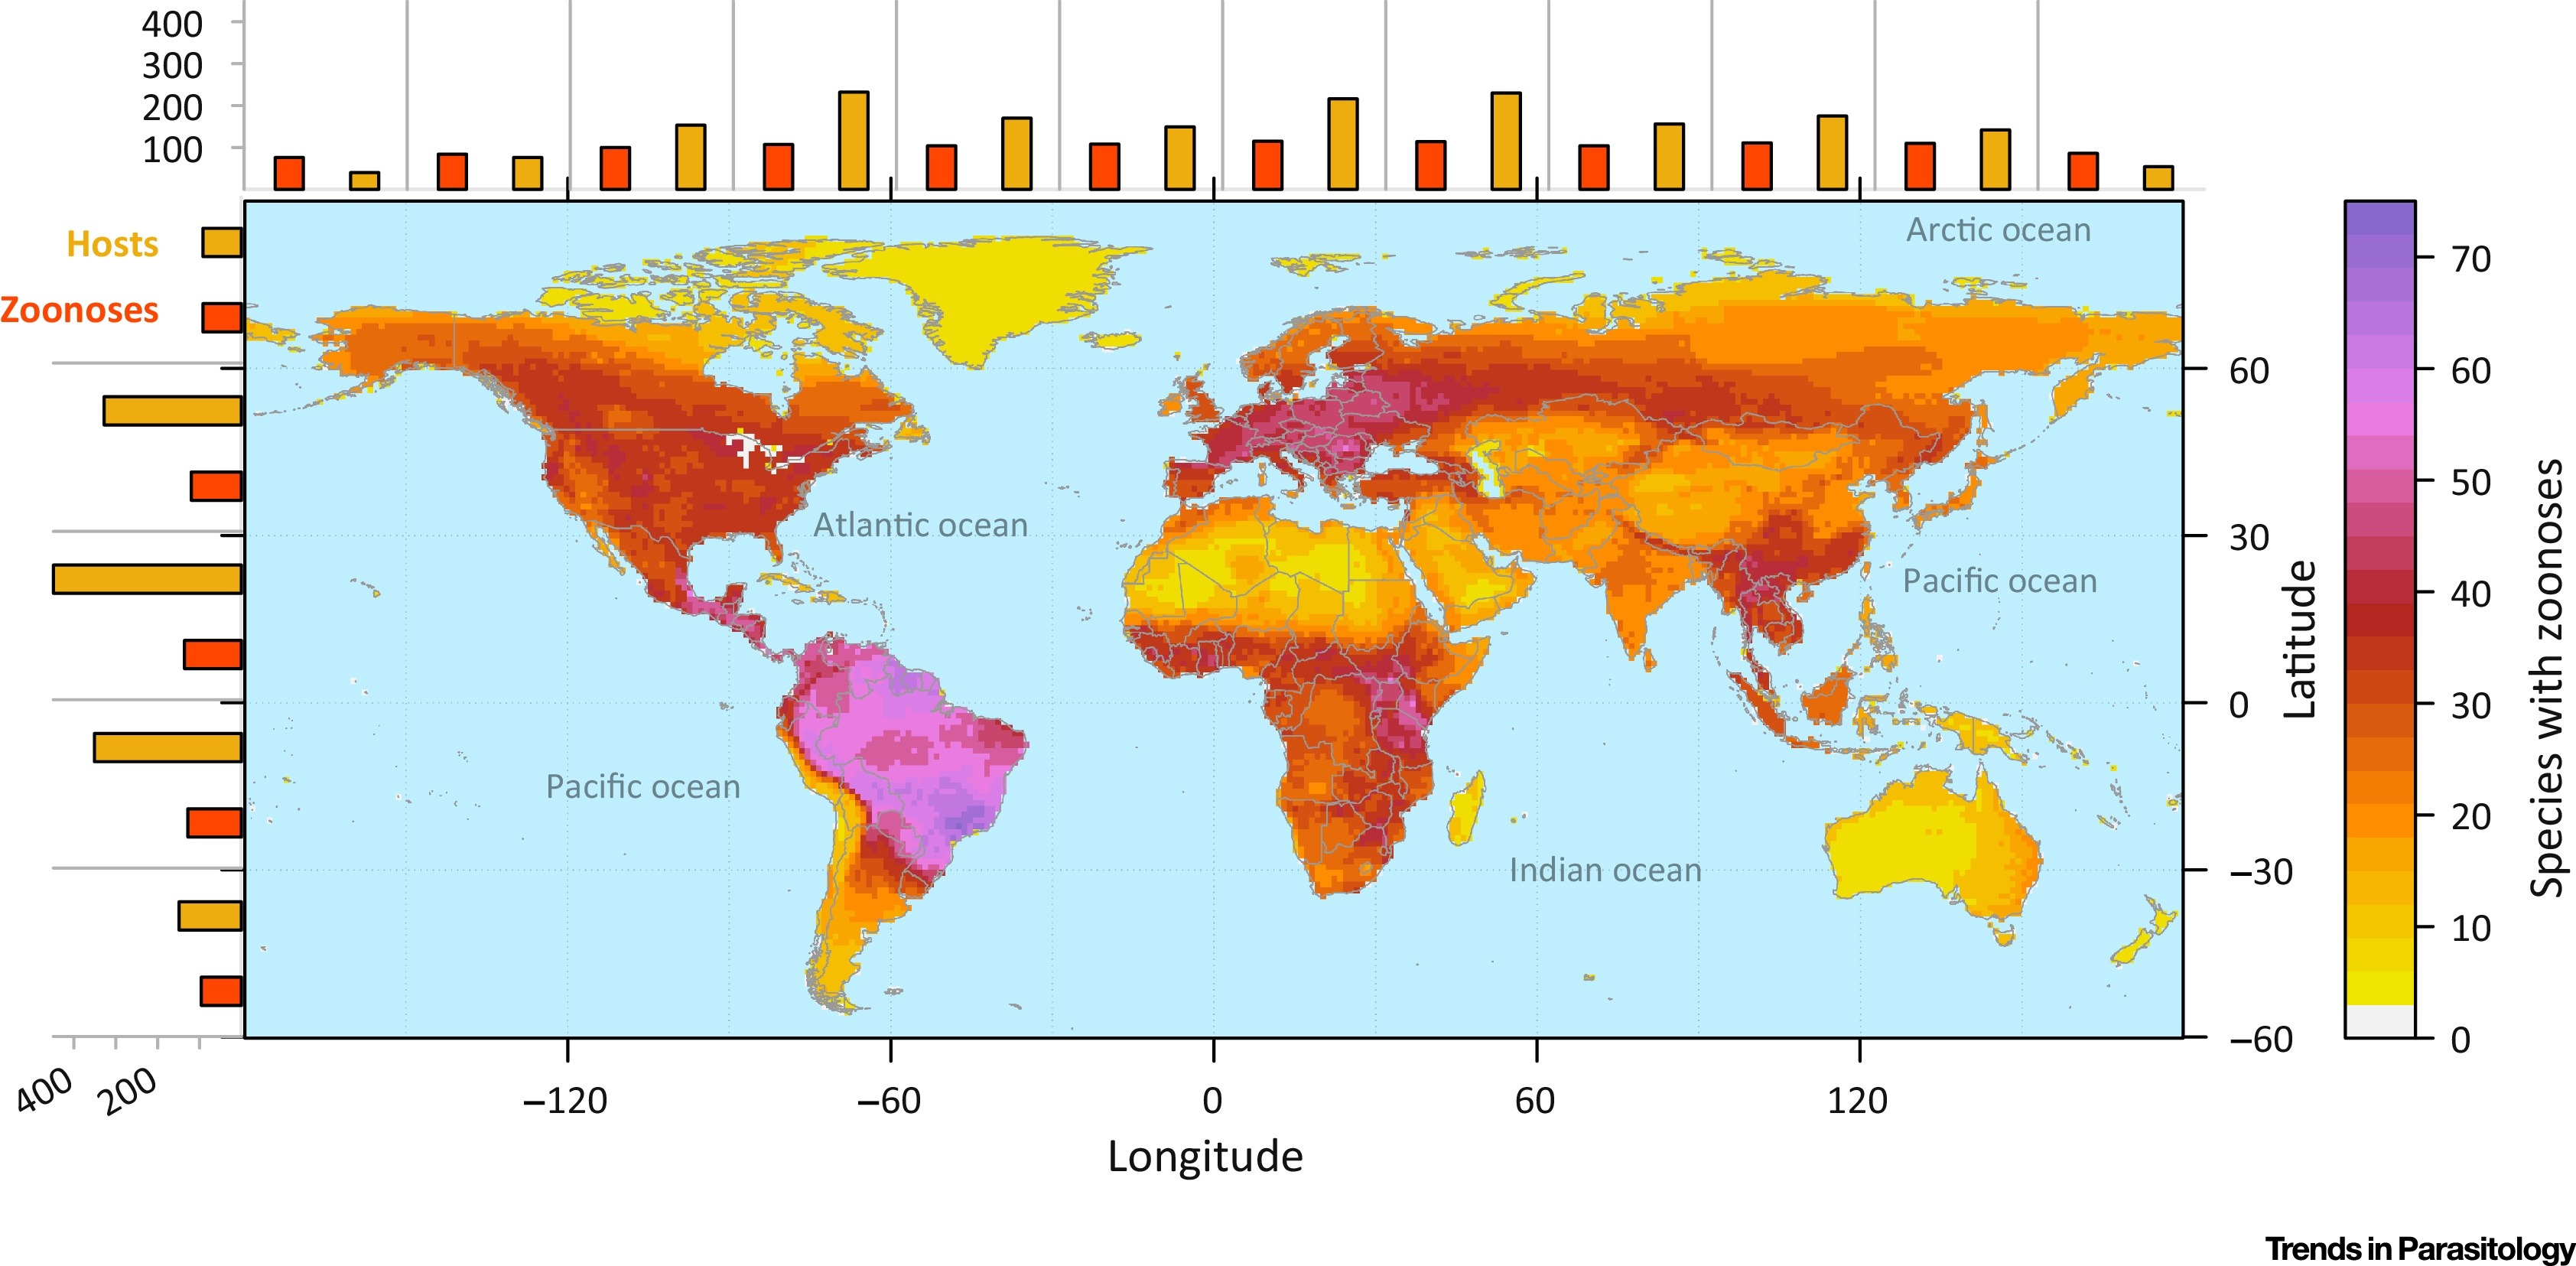 400
300
200
100
Hosts
Zoonoses
Arctic ocean
Atlantic ocean
Pacific ocean
Pacific ocean
Indian ocean
60
30
0
–30
–60
Latitude
70
60
50
40
30
20
10
0
Species with zoonoses
400
200
–120
–60
0
60
120
Longitude
Trends in Parasitology